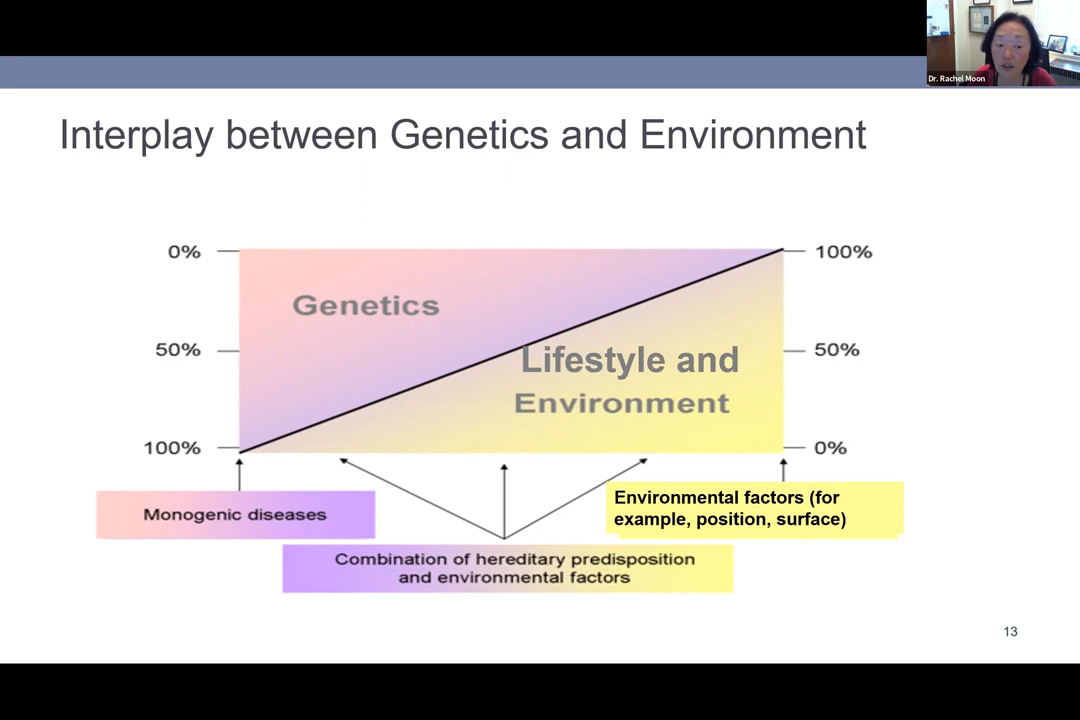 Dr. Rachel Moon
Interplay between Genetics and Environment
0%
100%
Genetics
50%
50%
Lifestyle and
Environment
100%
0%
Monogenic diseases
Environmental factors (for
example, position, surface)
Combination of hereditary predisposition
and environmental factors
13